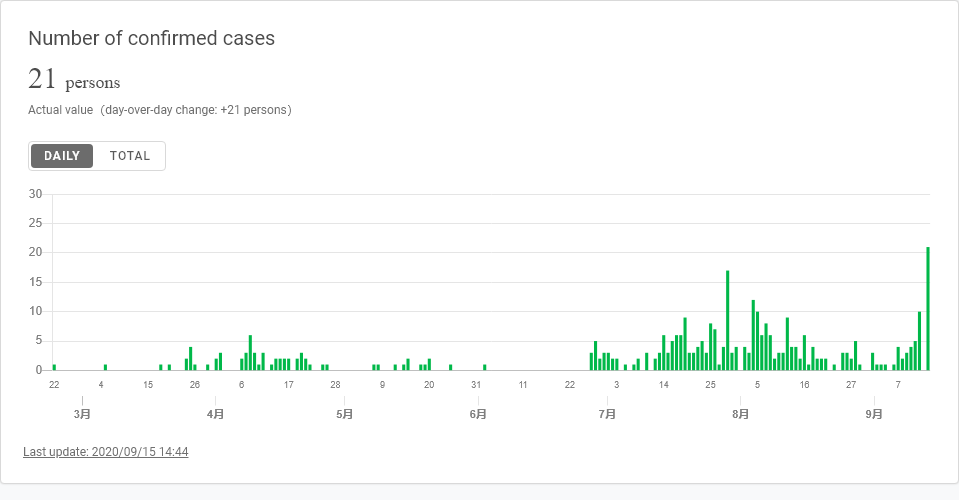 Number of confirmed cases
21 persons
Actual value (day-over-day change: +21 persons)
DAILY TOTAL
30
25
20
15
10
5
0
22 4 15 26 6 17 28 9 20 31 11 22 3 14 25 5 16 27 7
3月 4月 5月 6月 7月 8月 9月
Last update: 2020/09/15 14:44